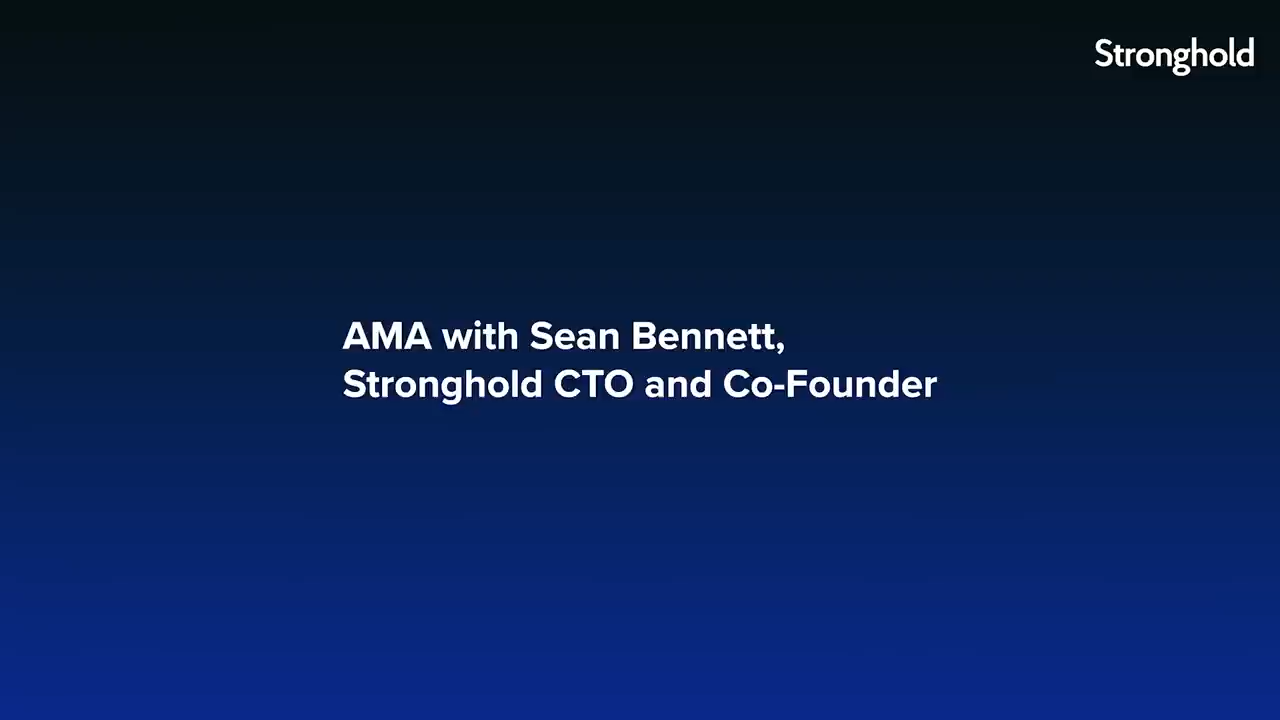 Stronghold
AMA with Sean Bennett,
Stronghold CTO and Co-Founder